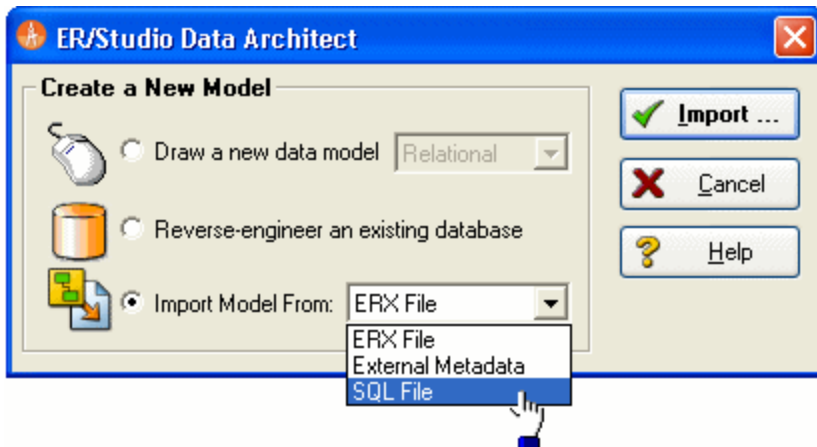 ER/Studio Data Architect
Create a New Model
Draw a new data model Relational
Reverse-engineer an existing database
Import Model From: ERX File
ERX File
External Metadata
SQL File
Import ...
Cancel
Help